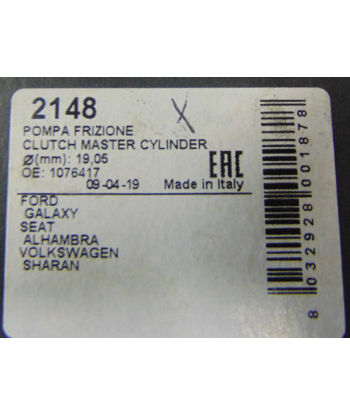 2148
POMPA FRIZIONE
CLUTCH MASTER CYLINDER
Ø(mm): 19,05
OE: 1076417
EAC
09-04-19 Made in Italy
FORD
GALAXY
SEAT
ALHAMBRA
VOLKSWAGEN
SHARAN
8 032928 001878